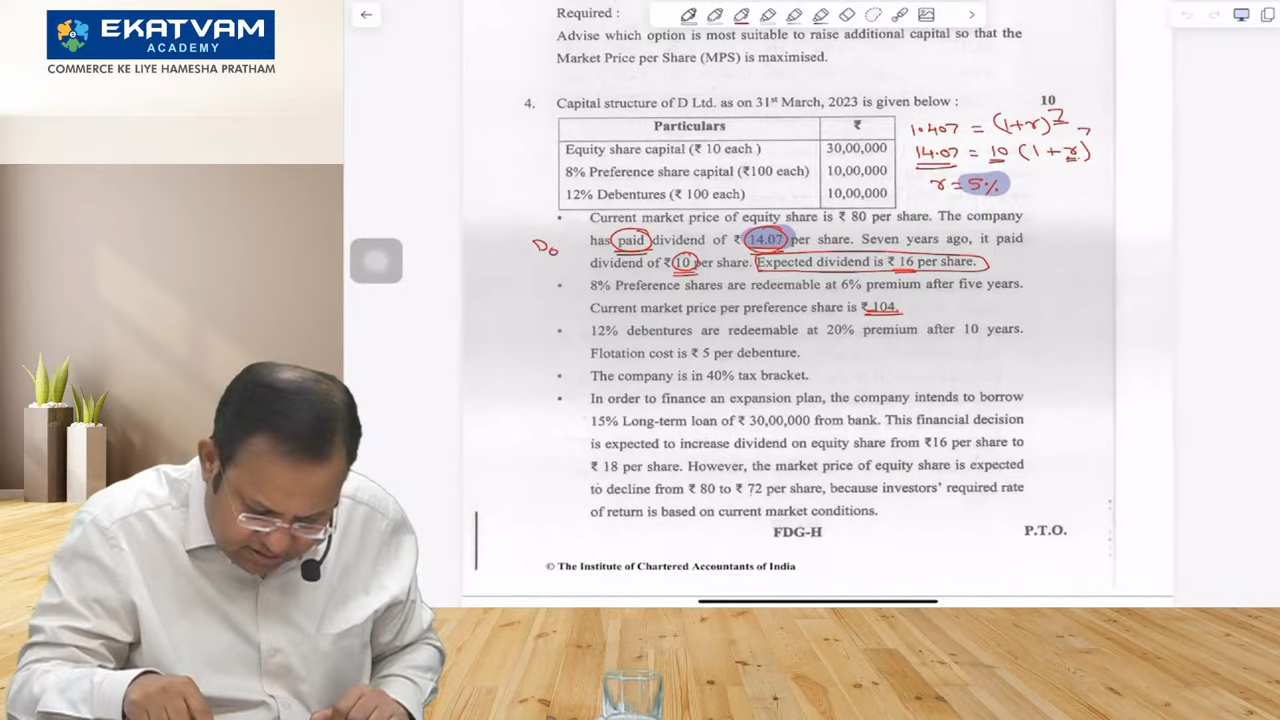 EKATVAM
ACADEMY
COMMERCE KE LIYE HAMESHA PRATHAM
Required :
Advise which option is most suitable to raise additional capital so that the
Market Price per Share (MPS) is maximised.
4. Capital structure of D Ltd. as on 31st March, 2023 is given below : 10
Particulars ₹
Equity share capital (₹ 10 each ) 30,00,000
8% Preference share capital (₹100 each) 10,00,000
12% Debentures (₹ 100 each) 10,00,000
1.407 = (1+r)^7
14.07 = 10 (1 + r)^7
r = 5%
• Current market price of equity share is ₹ 80 per share. The company
has paid dividend of ₹ 14.07 per share. Seven years ago, it paid
dividend of ₹ 10 per share. Expected dividend is ₹ 16 per share.
D0
• 8% Preference shares are redeemable at 6% premium after five years.
Current market price per preference share is ₹ 104.
• 12% debentures are redeemable at 20% premium after 10 years.
Flotation cost is ₹ 5 per debenture.
• The company is in 40% tax bracket.
• In order to finance an expansion plan, the company intends to borrow
15% Long-term loan of ₹ 30,00,000 from bank. This financial decision
is expected to increase dividend on equity share from ₹16 per share to
₹ 18 per share. However, the market price of equity share is expected
to decline from ₹ 80 to ₹ 72 per share, because investors' required rate
of return is based on current market conditions.
FDG-H P.T.O.
© The Institute of Chartered Accountants of India